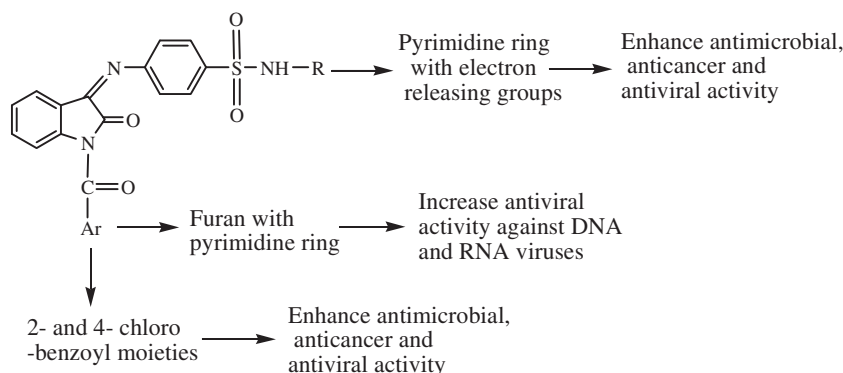 O
N
S
NH
R
O
O
N
C
O
Ar
Pyrimidine ring
with electron
releasing groups
Enhance antimicrobial,
anticancer and
antiviral activity
Furan with
pyrimidine ring
Increase antiviral
activity against DNA
and RNA viruses
2- and 4- chloro
-benzoyl moieties
Enhance antimicrobial,
anticancer and
antiviral activity